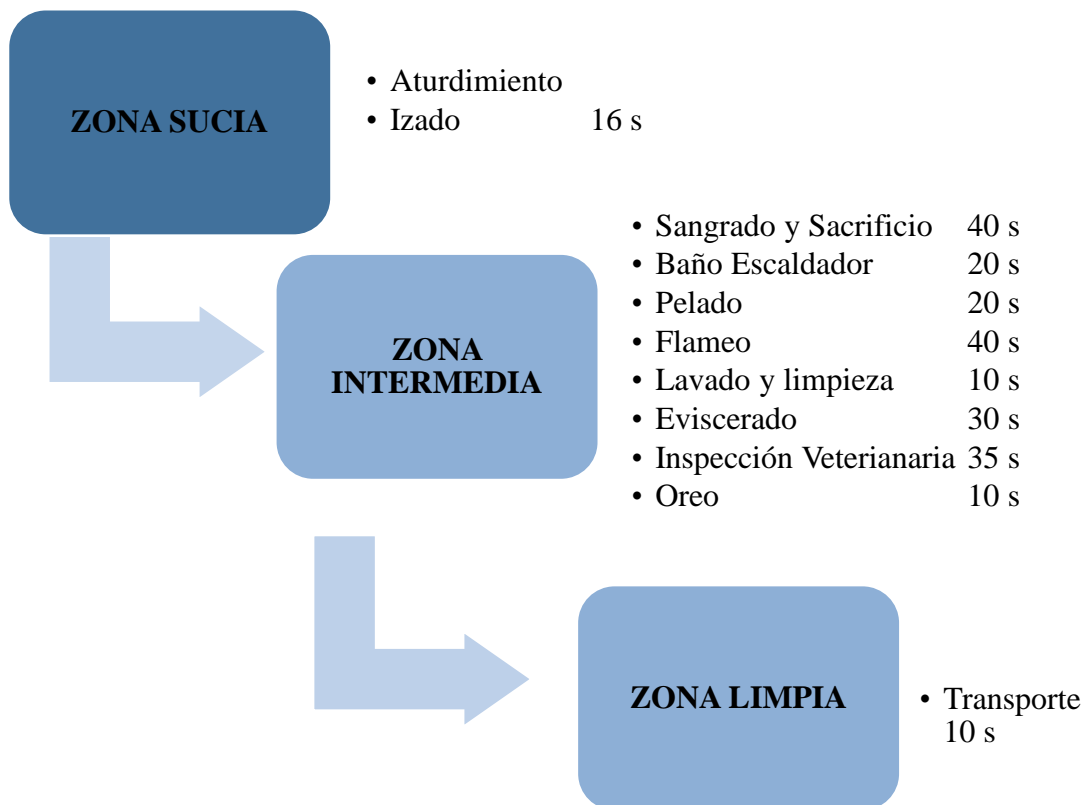 ZONA SUCIA
• Aturdimiento
• Izado 16 s
ZONA
INTERMEDIA
• Sangrado y Sacrificio 40 s
• Baño Escaldador 20 s
• Pelado 20 s
• Flameo 40 s
• Lavado y limpieza 10 s
• Eviscerado 30 s
• Inspección Veterianaria 35 s
• Oreo 10 s
ZONA LIMPIA
• Transporte
10 s